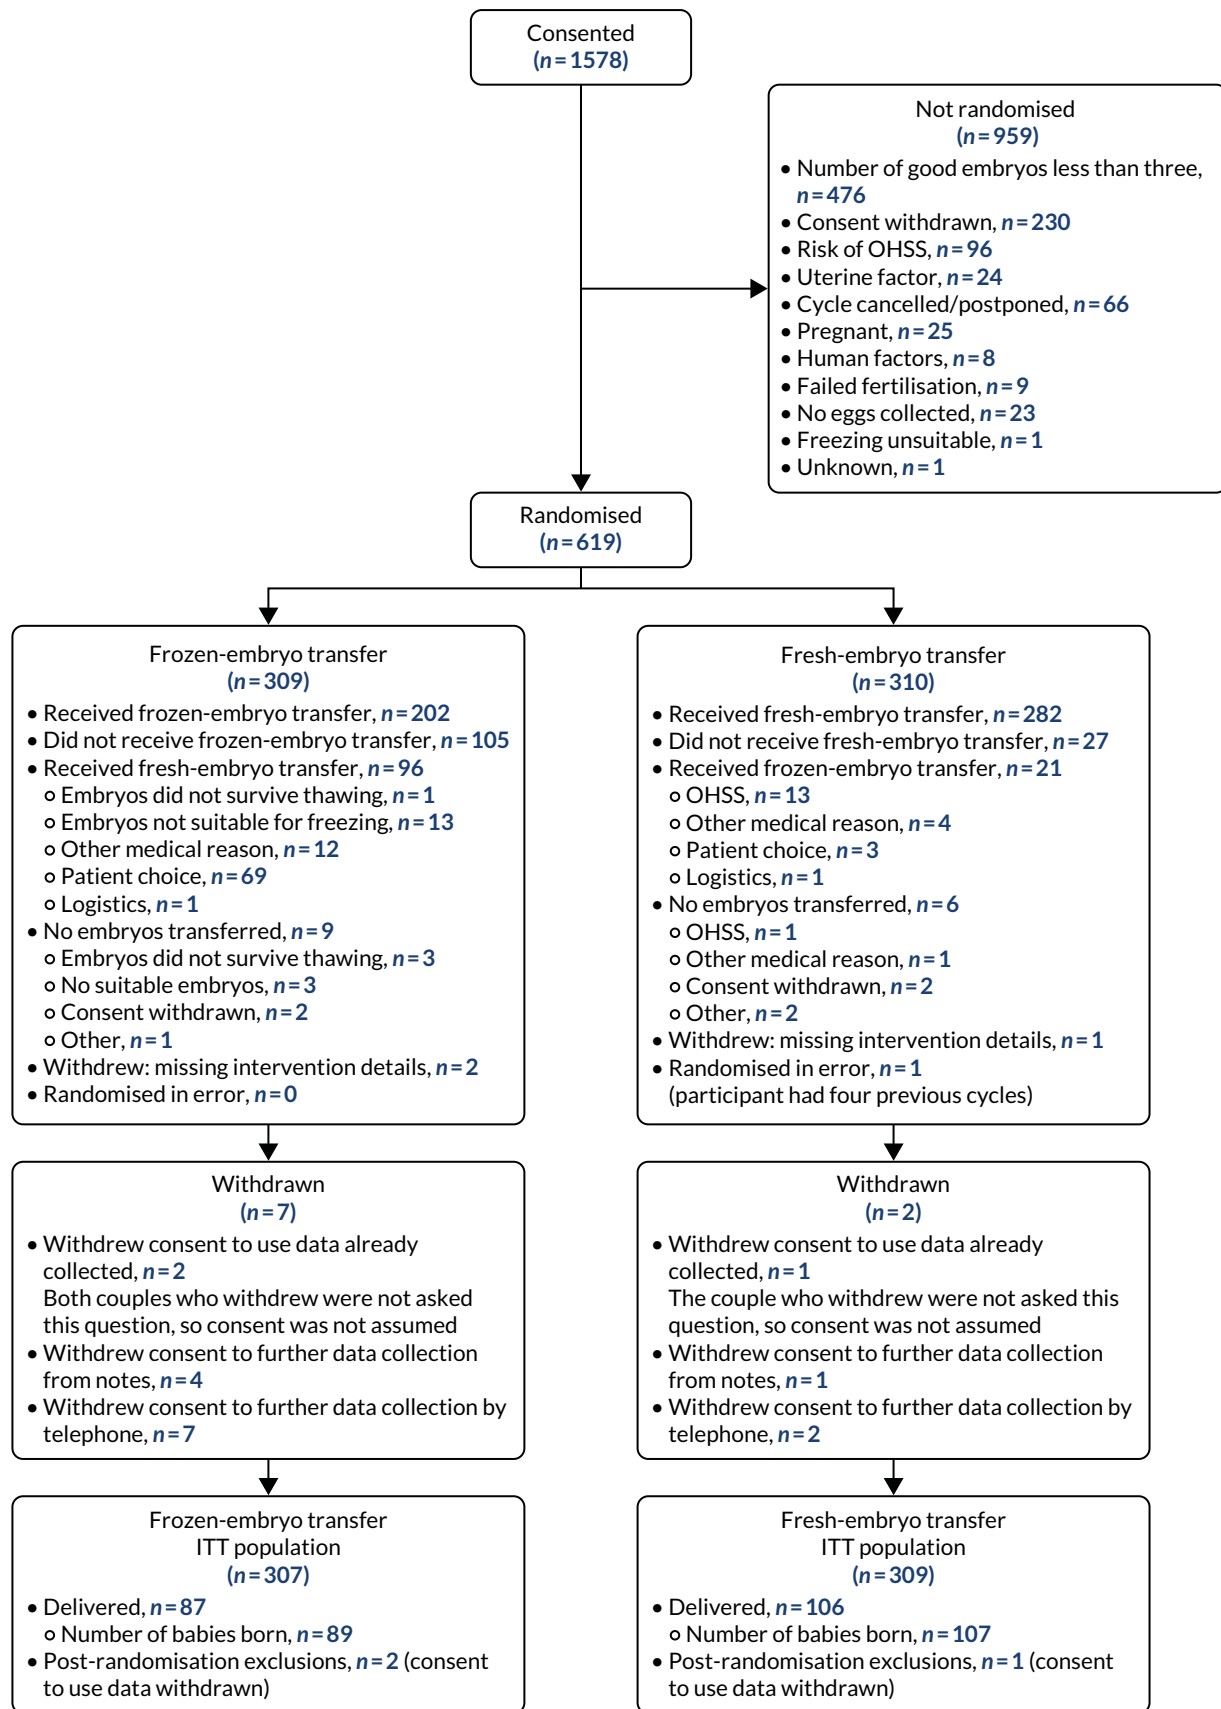 Consented
(n=1578)
Not randomised
(n=959)
• Number of good embryos less than three,
n=476
• Consent withdrawn, n=230
• Risk of OHSS, n=96
• Uterine factor, n=24
• Cycle cancelled/postponed, n=66
• Pregnant, n=25
• Human factors, n=8
• Failed fertilisation, n=9
• No eggs collected, n=23
• Freezing unsuitable, n=1
• Unknown, n=1
Randomised
(n=619)
Frozen-embryo transfer
(n=309)
• Received frozen-embryo transfer, n=202
• Did not receive frozen-embryo transfer, n=105
• Received fresh-embryo transfer, n=96
○ Embryos did not survive thawing, n=1
○ Embryos not suitable for freezing, n=13
○ Other medical reason, n=12
○ Patient choice, n=69
○ Logistics, n=1
• No embryos transferred, n=9
○ Embryos did not survive thawing, n=3
○ No suitable embryos, n=3
○ Consent withdrawn, n=2
○ Other, n=1
• Withdrew: missing intervention details, n=2
• Randomised in error, n=0
Fresh-embryo transfer
(n=310)
• Received fresh-embryo transfer, n=282
• Did not receive fresh-embryo transfer, n=27
• Received frozen-embryo transfer, n=21
○ OHSS, n=13
○ Other medical reason, n=4
○ Patient choice, n=3
○ Logistics, n=1
• No embryos transferred, n=6
○ OHSS, n=1
○ Other medical reason, n=1
○ Consent withdrawn, n=2
○ Other, n=2
• Withdrew: missing intervention details, n=1
• Randomised in error, n=1
(participant had four previous cycles)
Withdrawn
(n=7)
• Withdrew consent to use data already
collected, n=2
Both couples who withdrew were not asked
this question, so consent was not assumed
• Withdrew consent to further data collection
from notes, n=4
• Withdrew consent to further data collection by
telephone, n=7
Withdrawn
(n=2)
• Withdrew consent to use data already
collected, n=1
The couple who withdrew were not asked this
question, so consent was not assumed
• Withdrew consent to further data collection
from notes, n=1
• Withdrew consent to further data collection by
telephone, n=2
Frozen-embryo transfer
ITT population
(n=307)
• Delivered, n=87
○ Number of babies born, n=89
• Post-randomisation exclusions, n=2 (consent
to use data withdrawn)
Fresh-embryo transfer
ITT population
(n=309)
• Delivered, n=106
○ Number of babies born, n=107
• Post-randomisation exclusions, n=1 (consent
to use data withdrawn)